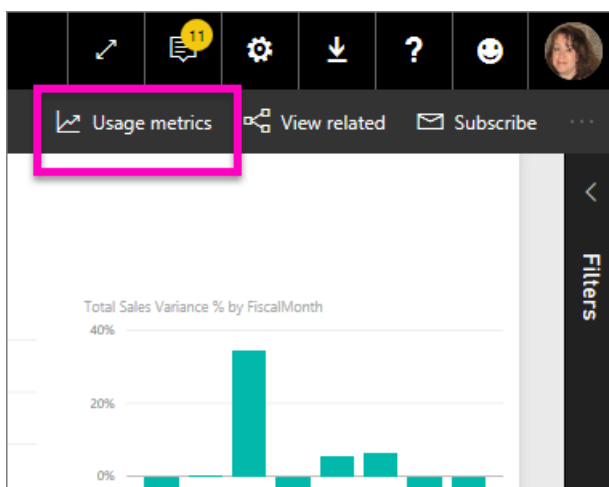 11
?
Usage metrics View related Subscribe ...
Filters
Total Sales Variance % by FiscalMonth
40%
20%
0%